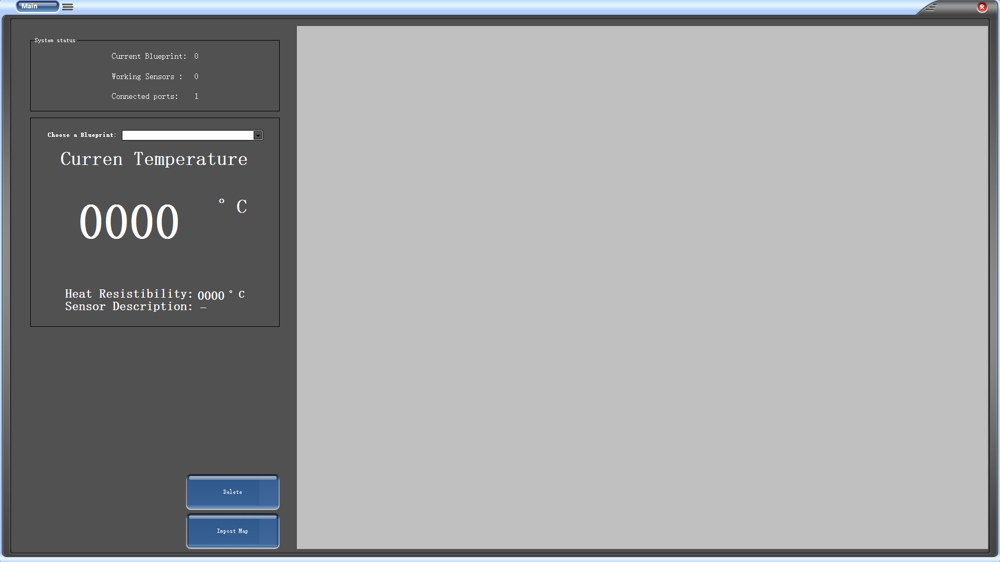 Main
System status
Current Blueprint: 0
Working Sensors : 0
Connected ports: 1
Choose a Blueprint:
Curren Temperature
0000 ° C
Heat Resistibility: 0000 ° C
Sensor Description: —
Delete
Impost Map